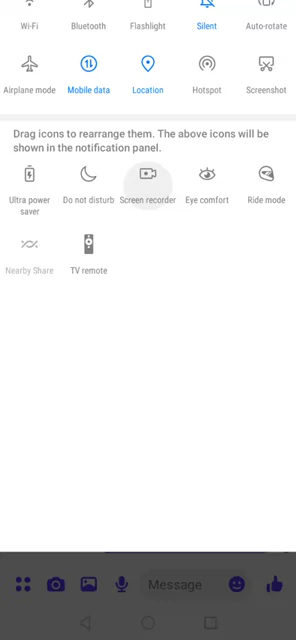 Wi-Fi Bluetooth Flashlight Silent Auto-rotate
Airplane mode Mobile data Location Hotspot Screenshot
Drag icons to rearrange them. The above icons will be
shown in the notification panel.
Ultra power saver Do not disturb Screen recorder Eye comfort Ride mode
Nearby Share TV remote
Message